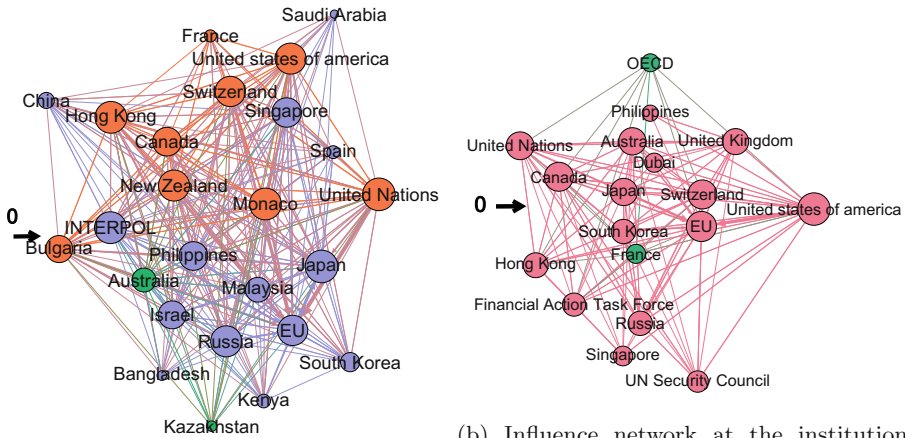 Saudi Arabia
France
United states of america
Switzerland
China
Hong Kong
Singapore
Canada
Spain
New Zealand
United Nations
Monaco
0
INTERPOL
Bulgaria
Philippines
Japan
Australia
Malaysia
Israel
EU
Russia
South Korea
Bangladesh
Kenya
Kazakhstan
OECD
Philippines
United Nations
Australia
United Kingdom
Dubai
Canada
Japan
Switzerland
0
United states of america
South Korea
EU
France
Hong Kong
Financial Action Task Force
Russia
Singapore
UN Security Council
(b) Influence network at the institution